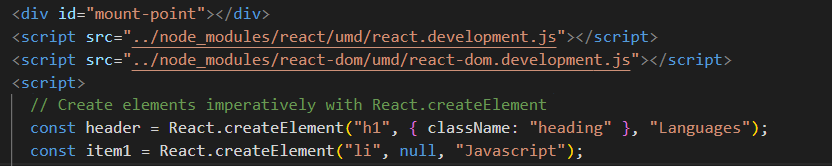 <div id="mount-point"></div>
<script src="../node_modules/react/umd/react.development.js"></script>
<script src="../node_modules/react-dom/umd/react-dom.development.js"></script>
<script>
// Create elements imperatively with React.createElement
const header = React.createElement("h1", { className: "heading" }, "Languages");
const item1 = React.createElement("li", null, "Javascript");